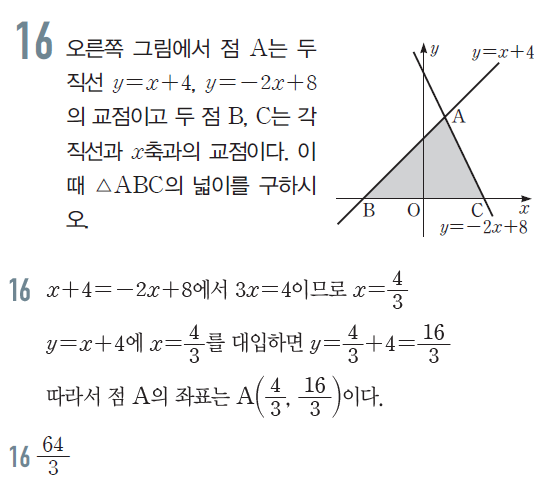 16 오른쪽 그림에서 점 A는 두
직선 y=x+4, y=-2x+8
의 교점이고 두 점 B, C는 각
직선과 x축과의 교점이다. 이
때 △ABC의 넓이를 구하시
오.
y
y=x+4
A
B
O
C
x
y=-2x+8
16 x+4=-2x+8에서 3x=4이므로 x=4/3
y=x+4에 x=4/3를 대입하면 y=4/3+4=16/3
따라서 점 A의 좌표는 A(4/3, 16/3)이다.
16 64/3